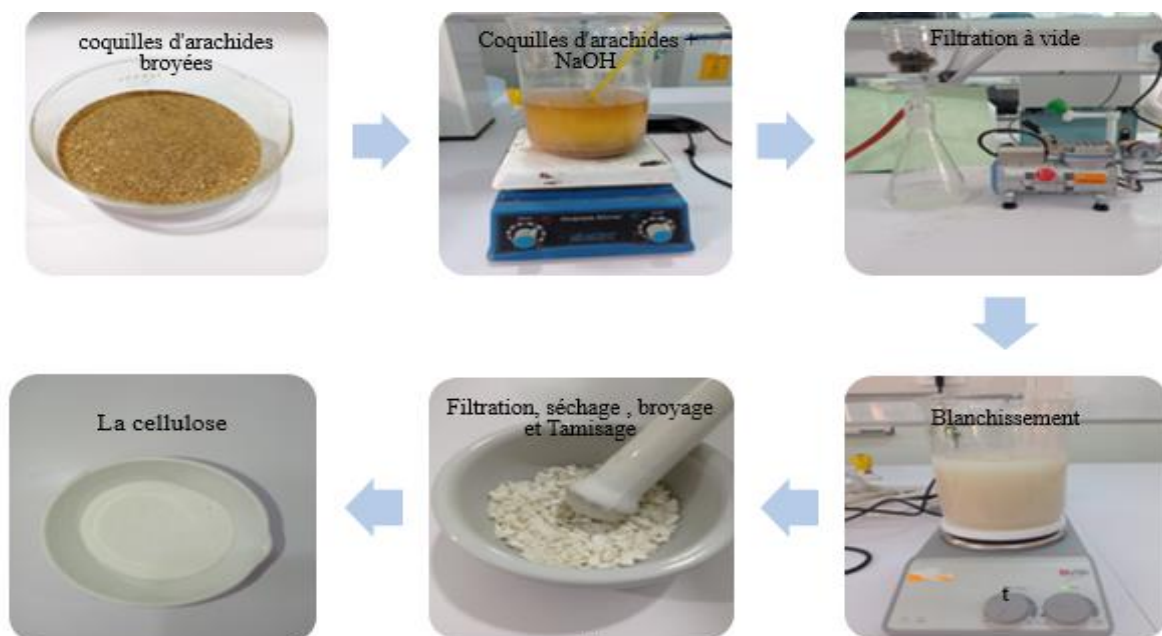 coquilles d'arachides
broyées
Coquilles d'arachides +
NaOH
Filtration à vide
Blanchissement
t
Filtration, séchage , broyage
et Tamisage
La cellulose